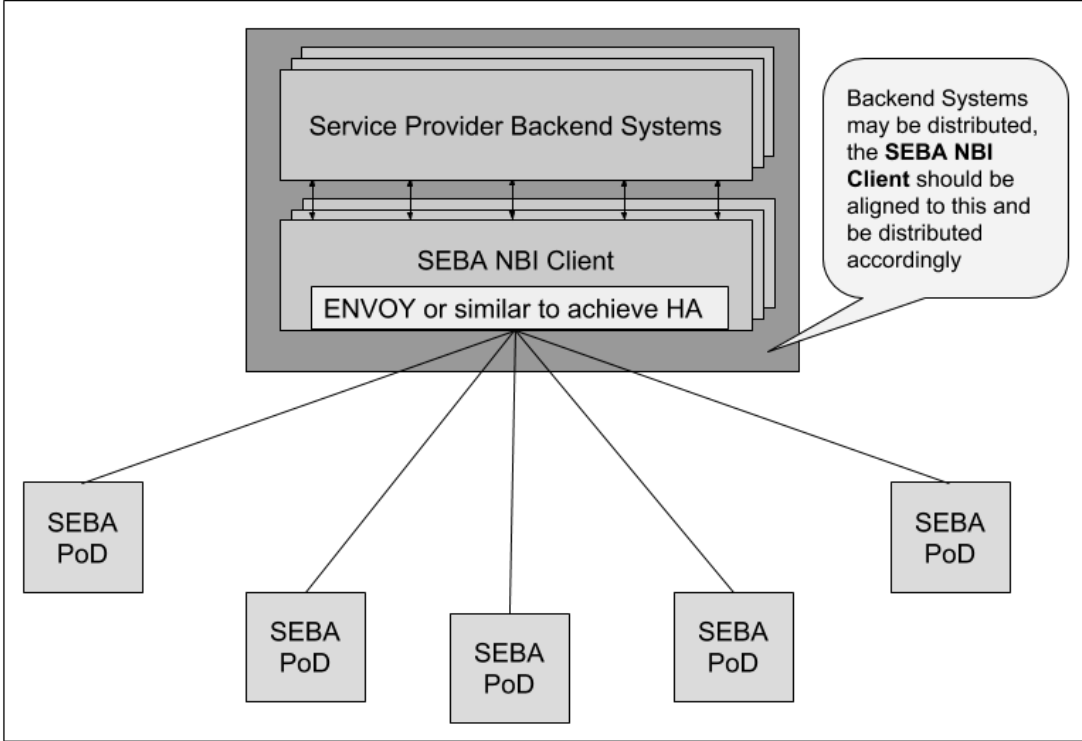 Service Provider Backend Systems
SEBA NBI Client
ENVOY or similar to achieve HA
Backend Systems
may be distributed,
the SEBA NBI
Client should be
aligned to this and
be distributed
accordingly
SEBA
PoD
SEBA
PoD
SEBA
PoD
SEBA
PoD
SEBA
PoD